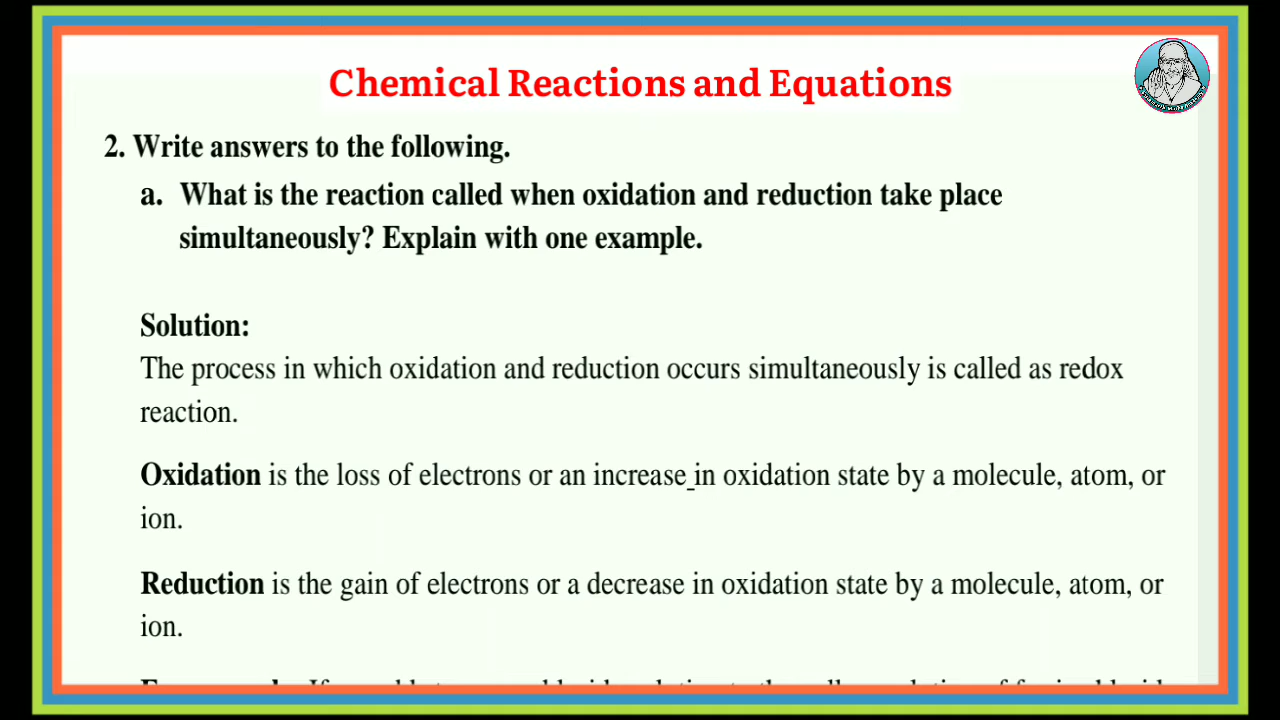 Chemical Reactions and Equations
2. Write answers to the following.
a. What is the reaction called when oxidation and reduction take place
simultaneously? Explain with one example.
Solution:
The process in which oxidation and reduction occurs simultaneously is called as redox
reaction.
Oxidation is the loss of electrons or an increase in oxidation state by a molecule, atom, or
ion.
Reduction is the gain of electrons or a decrease in oxidation state by a molecule, atom, or
ion.